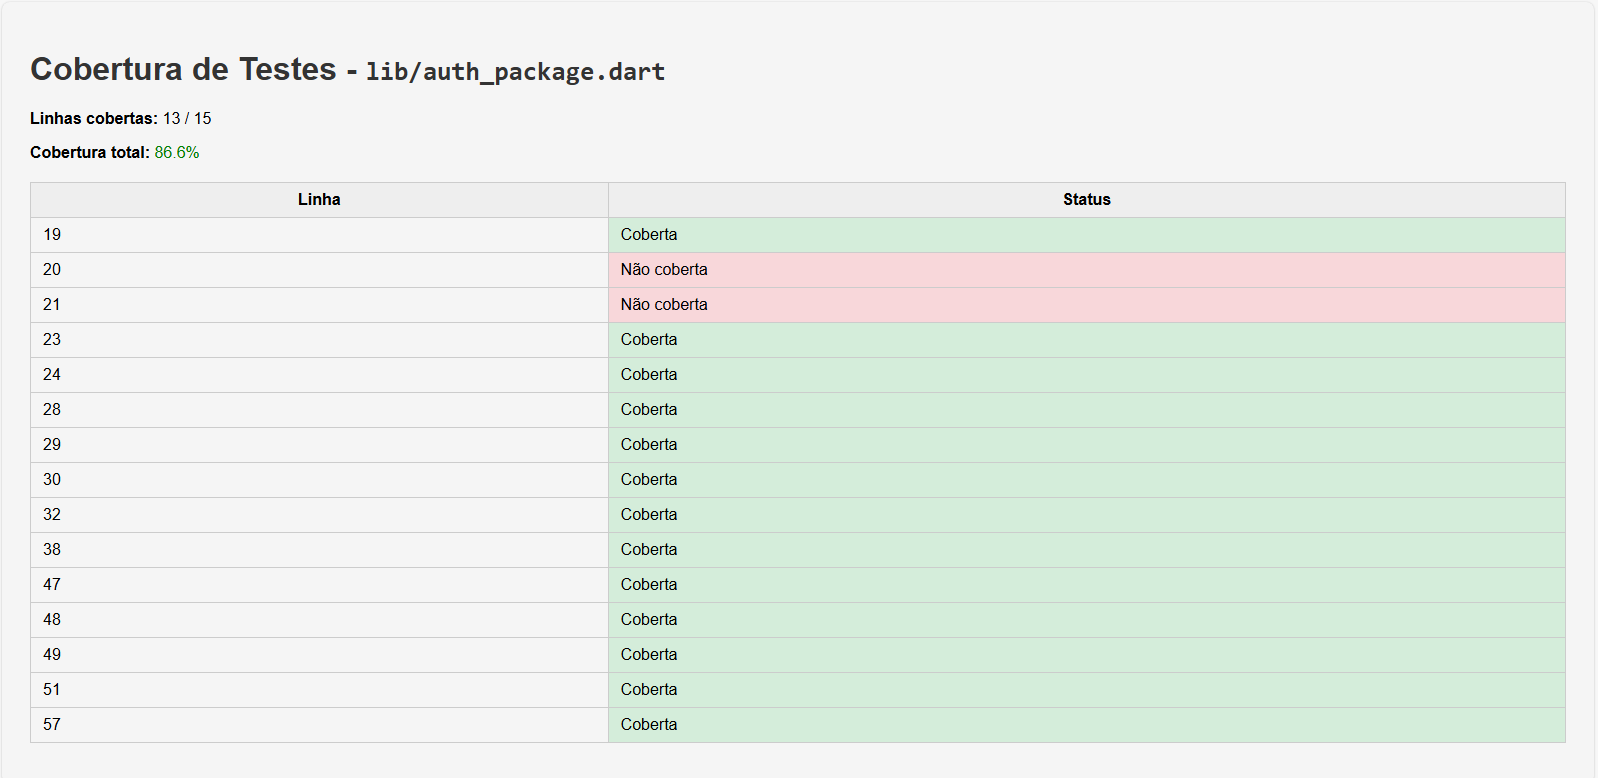 Cobertura de Testes - lib/auth_package.dart
Linhas cobertas: 13 / 15
Cobertura total: 86.6%
Linha Status
19 Coberta
20 Não coberta
21 Não coberta
23 Coberta
24 Coberta
28 Coberta
29 Coberta
30 Coberta
32 Coberta
38 Coberta
47 Coberta
48 Coberta
49 Coberta
51 Coberta
57 Coberta